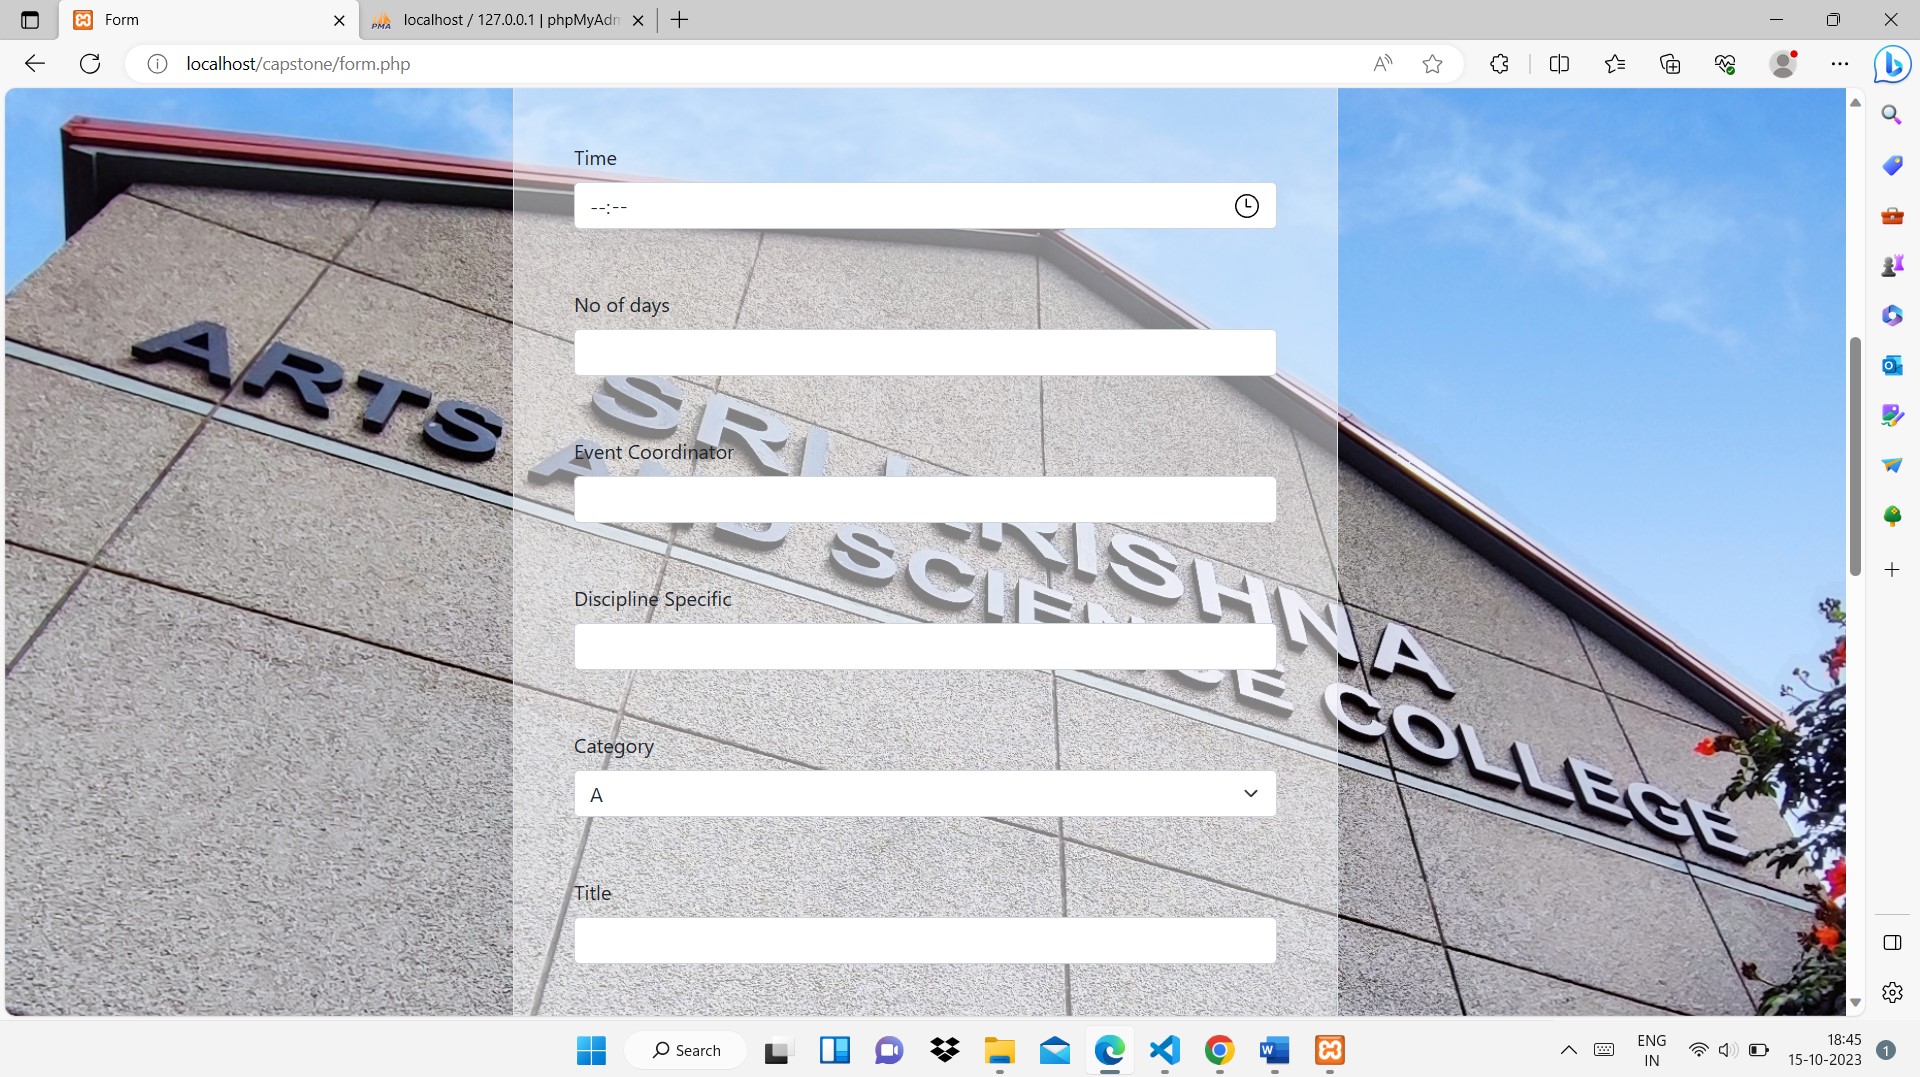 Form
localhost / 127.0.0.1 | phpMyAdm
localhost/capstone/form.php
Time
--:--
No of days
Event Coordinator
Discipline Specific
Category
A
Title
ARTS
SRI KRISHNA
AND SCIENCE COLLEGE
Search
ENG
IN
18:45
15-10-2023
1